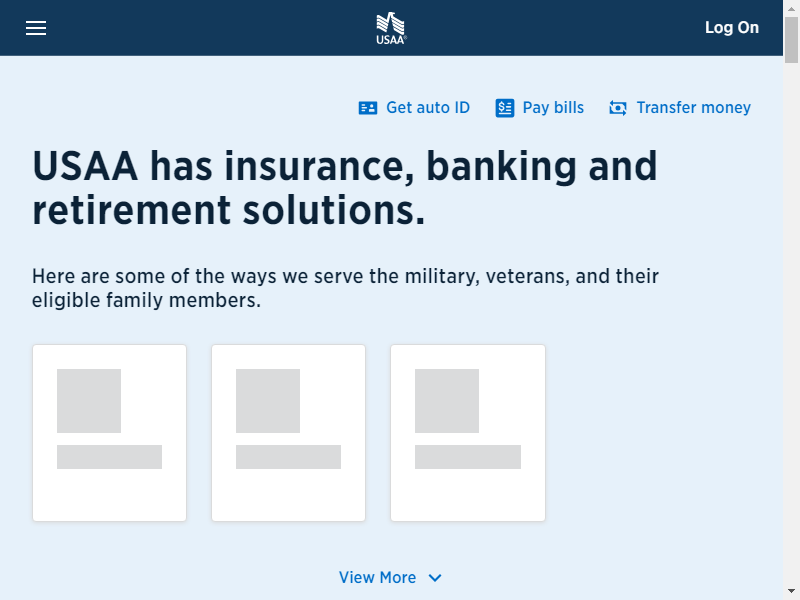 USAA®
Log On
Get auto ID
Pay bills
Transfer money
USAA has insurance, banking and
retirement solutions.
Here are some of the ways we serve the military, veterans, and their
eligible family members.
View More